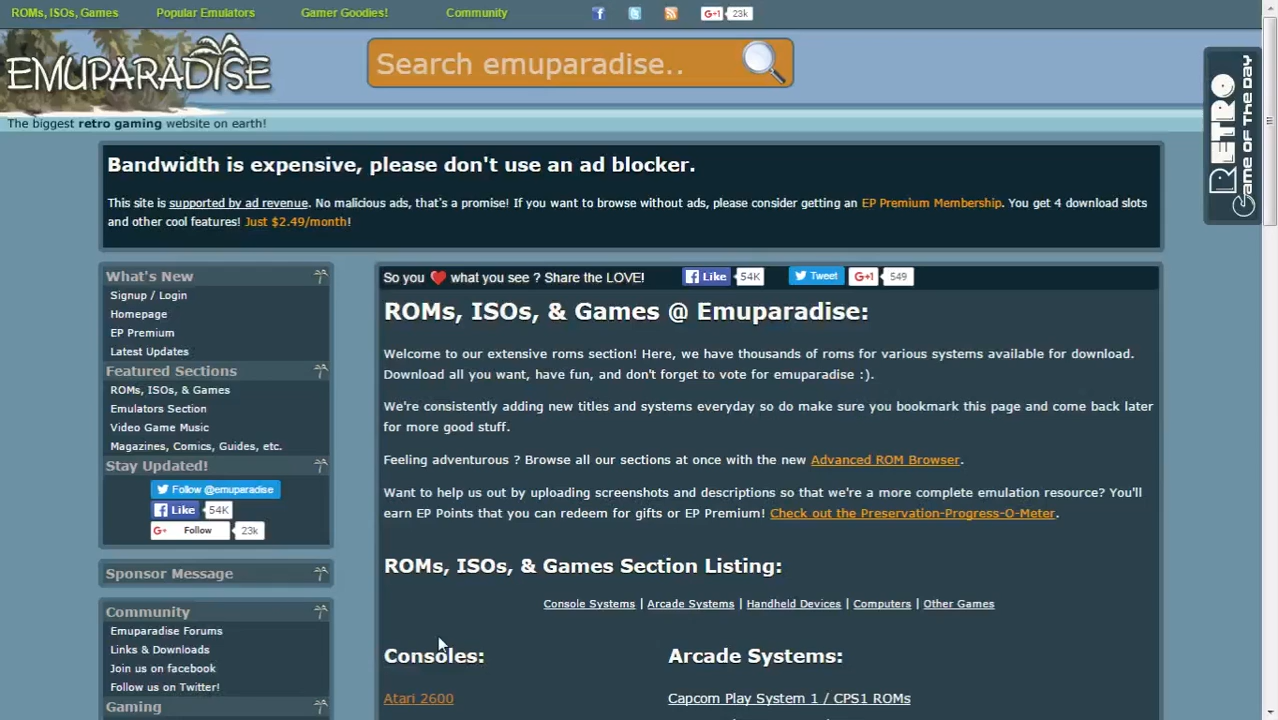 ROMs, ISOs, Games Popular Emulators Gamer Goodies! Community G+1 23k
EMUPARADISE
Search emuparadise..
The biggest retro gaming website on earth!
RETRO
Game OF THE DAY
Bandwidth is expensive, please don't use an ad blocker.
This site is supported by ad revenue. No malicious ads, that's a promise! If you want to browse without ads, please consider getting an EP Premium Membership. You get 4 download slots
and other cool features! Just $2.49/month!
What's New
Signup / Login
Homepage
EP Premium
Latest Updates
Featured Sections
ROMs, ISOs, & Games
Emulators Section
Video Game Music
Magazines, Comics, Guides, etc.
Stay Updated!
Follow @emuparadise
Like 54K
G+ Follow 23k
Sponsor Message
Community
Emuparadise Forums
Links & Downloads
Join us on facebook
Follow us on Twitter!
Gaming
So you ❤ what you see ? Share the LOVE! Like 54K Tweet G+1 549
ROMs, ISOs, & Games @ Emuparadise:
Welcome to our extensive roms section! Here, we have thousands of roms for various systems available for download.
Download all you want, have fun, and don't forget to vote for emuparadise :).
We're consistently adding new titles and systems everyday so do make sure you bookmark this page and come back later
for more good stuff.
Feeling adventurous ? Browse all our sections at once with the new Advanced ROM Browser.
Want to help us out by uploading screenshots and descriptions so that we're a more complete emulation resource? You'll
earn EP Points that you can redeem for gifts or EP Premium! Check out the Preservation-Progress-O-Meter.
ROMs, ISOs, & Games Section Listing:
Console Systems | Arcade Systems | Handheld Devices | Computers | Other Games
Consoles:
Atari 2600
Arcade Systems:
Capcom Play System 1 / CPS1 ROMs